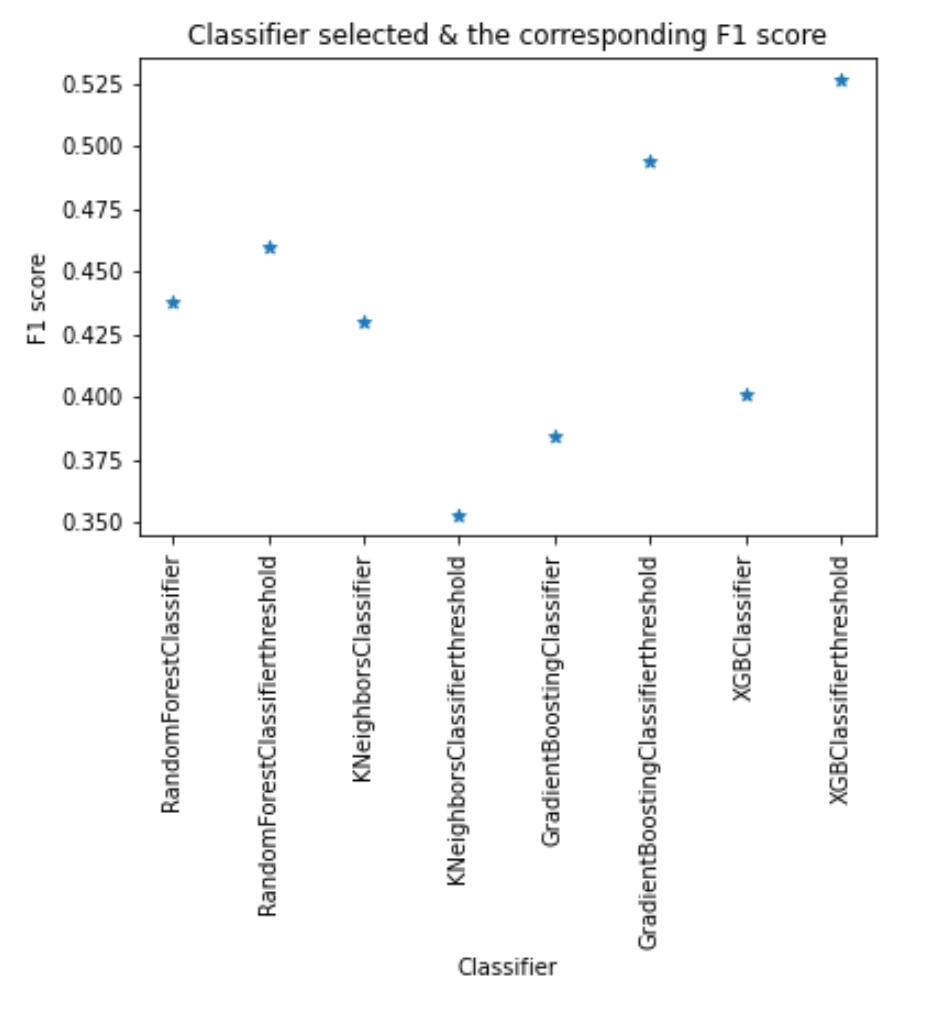 Classifier selected & the corresponding F1 score
0.525
0.500
0.475
0.450
0.425
0.400
0.375
0.350
F1 score
RandomForestClassifier
RandomForestClassifierthreshold
KNeighborsClassifier
KNeighborsClassifierthreshold
GradientBoostingClassifier
GradientBoostingClassifierthreshold
XGBClassifier
XGBClassifierthreshold
Classifier